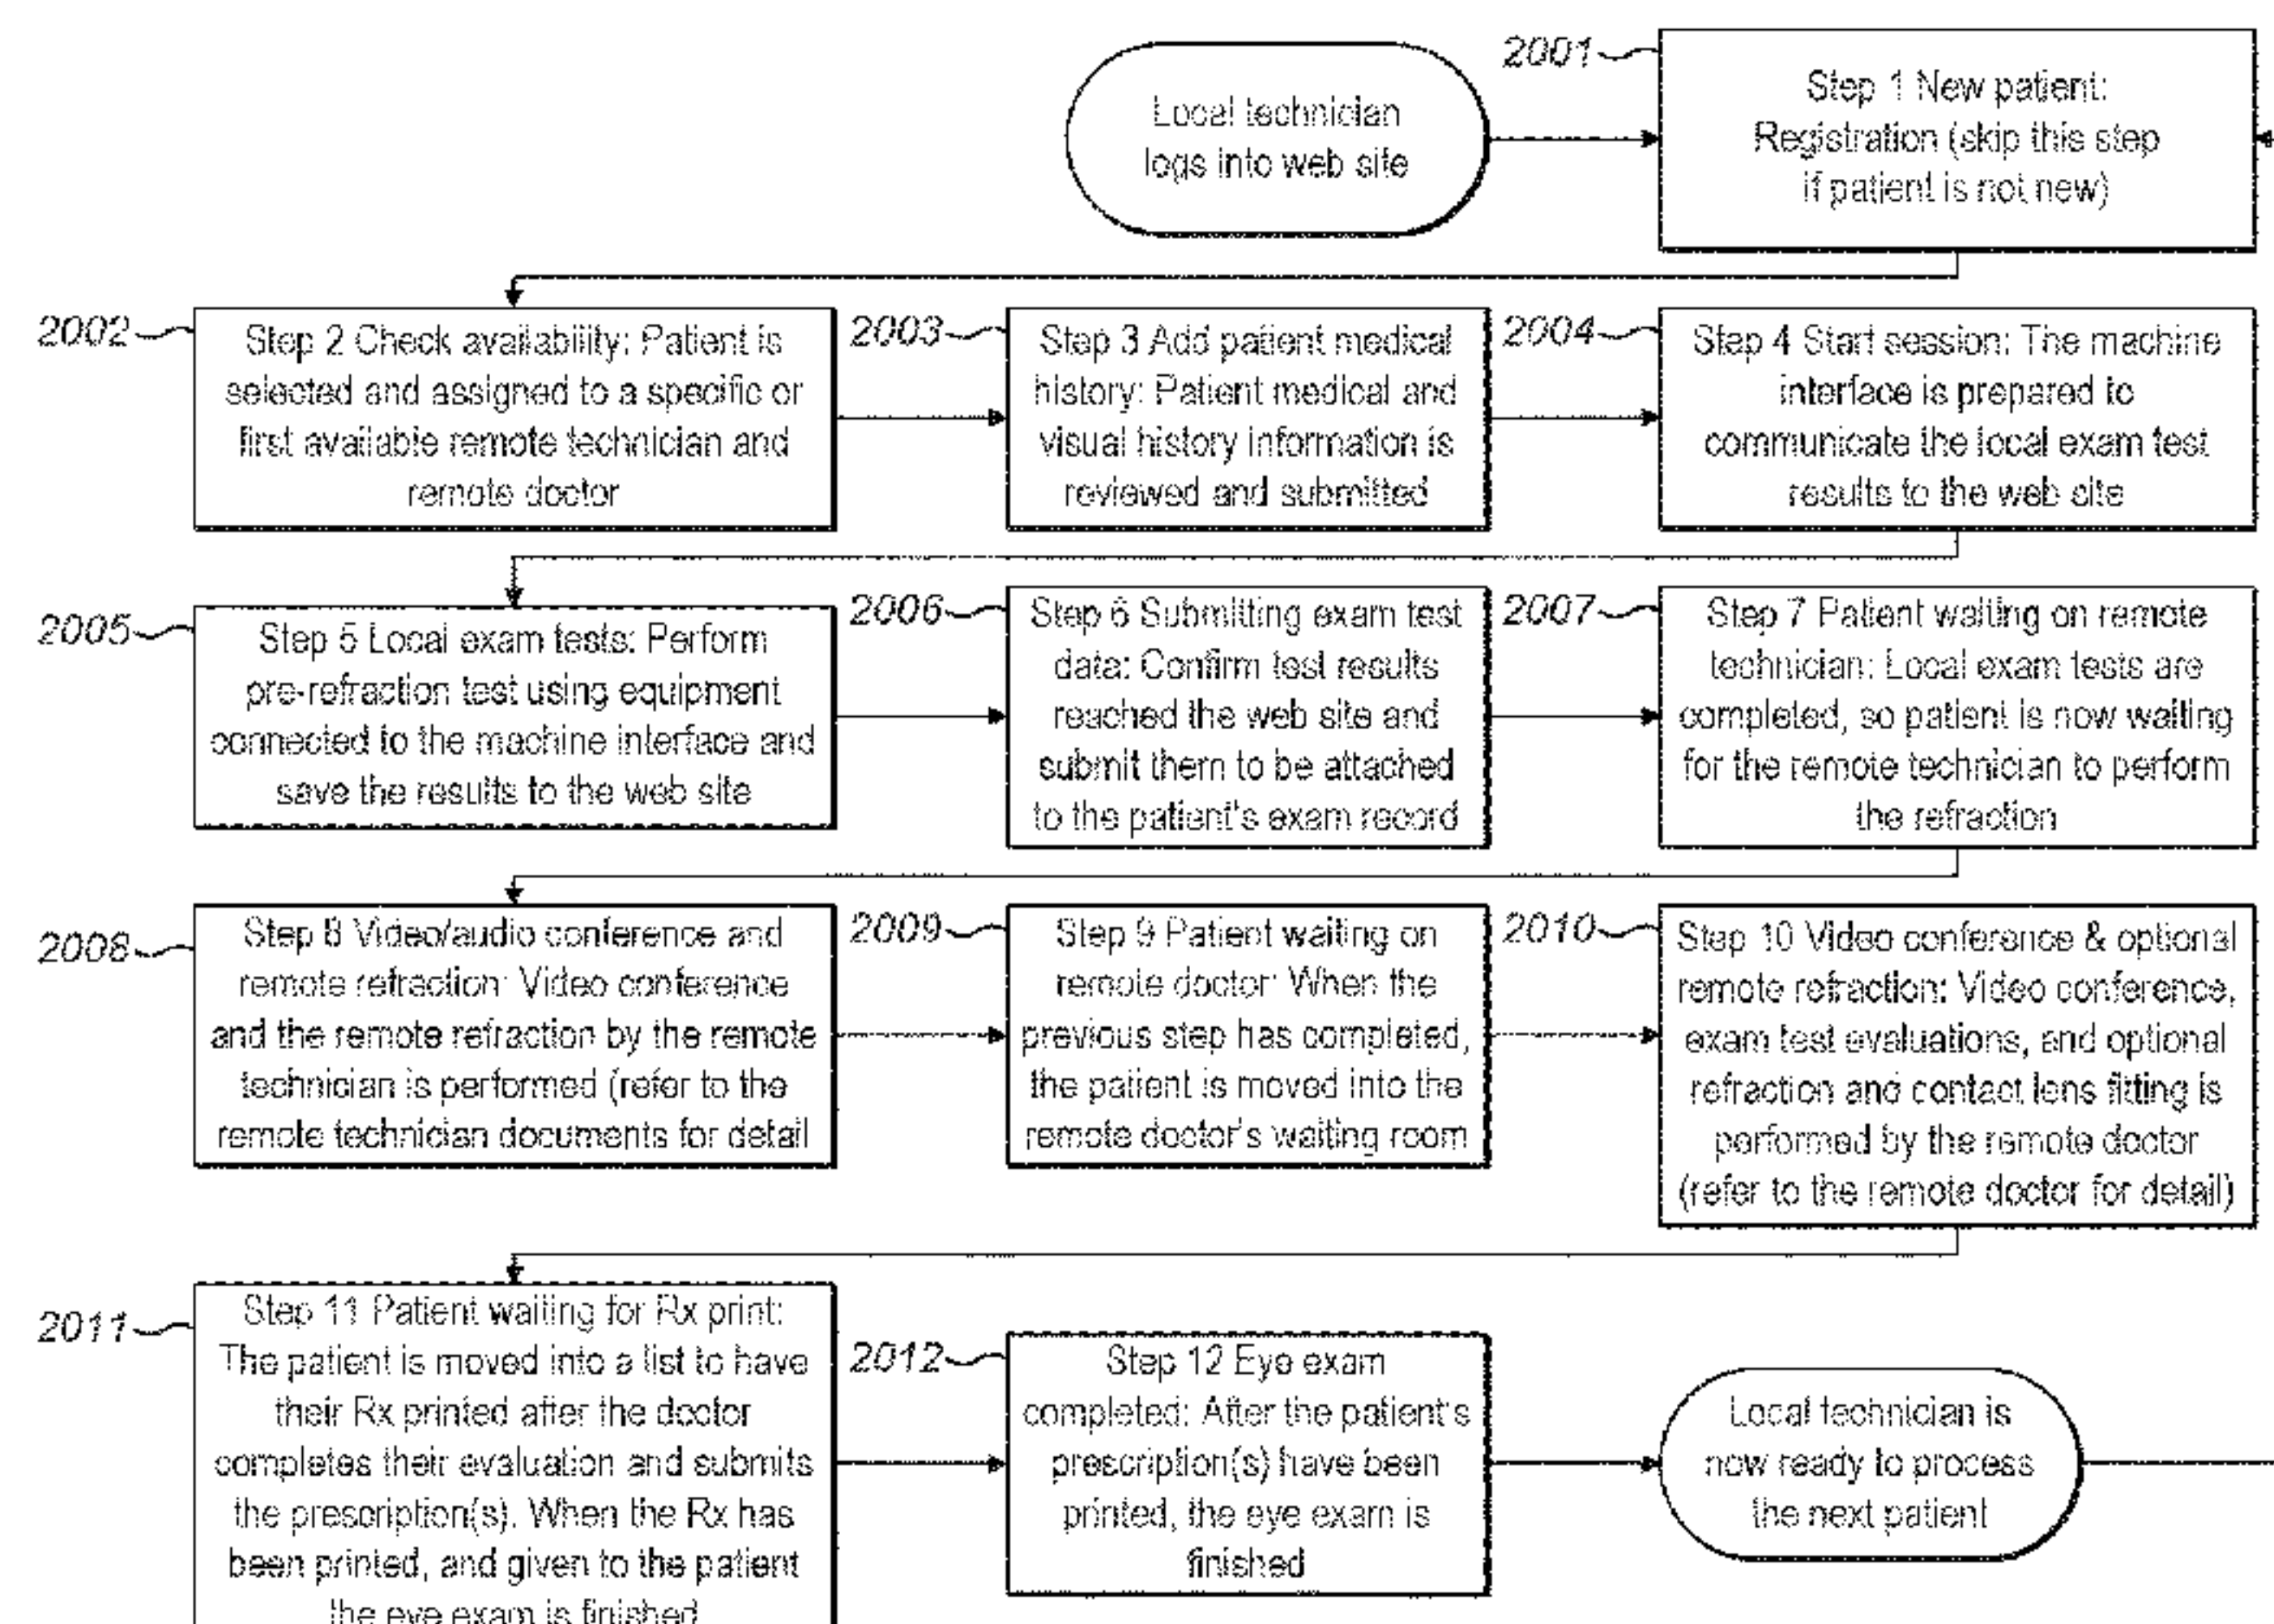 Local technician
logs into web site
2001
Step 1 New patient:
Registration (skip this step
if patient is not new)
2002
Step 2 Check availability: Patient is
selected and assigned to a specific or
first available remote technician and
remote doctor
2003
Step 3 Add patient medical
history: Patient medical and
visual history information is
reviewed and submitted
2004
Step 4 Start session: The machine
interface is prepared to
communicate the local exam test
results to the web site
2005
Step 5 Local exam tests: Perform
pre-refraction test using equipment
connected to the machine interface and
save the results to the web site
2006
Step 6 Submitting exam test
data: Confirm test results
reached the web site and
submit them to be attached
to the patient's exam record
2007
Step 7 Patient waiting on remote
technician: Local exam tests are
completed, so patient is now waiting
for the remote technician to perform
the refraction
2008
Step 8 Video/audio conference and
remote refraction: Video conference
and the remote refraction by the remote
technician is performed (refer to the
remote technician documents for detail
2009
Step 9 Patient waiting on
remote doctor: When the
previous step has completed,
the patient is moved into the
remote doctor's waiting room
2010
Step 10 Video conference & optional
remote refraction: Video conference,
exam test evaluations, and optional
refraction and contact lens fitting is
performed by the remote doctor
(refer to the remote doctor for detail)
2011
Step 11 Patient waiting for Rx print:
The patient is moved into a list to have
their Rx printed after the doctor
completes their evaluation and submits
the prescription(s). When the Rx has
been printed, and given to the patient
the eye exam is finished
2012
Step 12 Eye exam
completed: After the patient's
prescription(s) have been
printed, the eye exam is
finished
Local technician is
now ready to process
the next patient